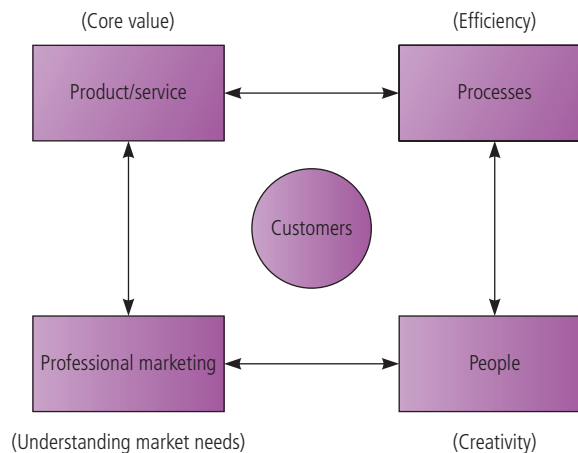 (Core value)
(Efficiency)
Product/service
Processes
Customers
Professional marketing
People
(Understanding market needs)
(Creativity)